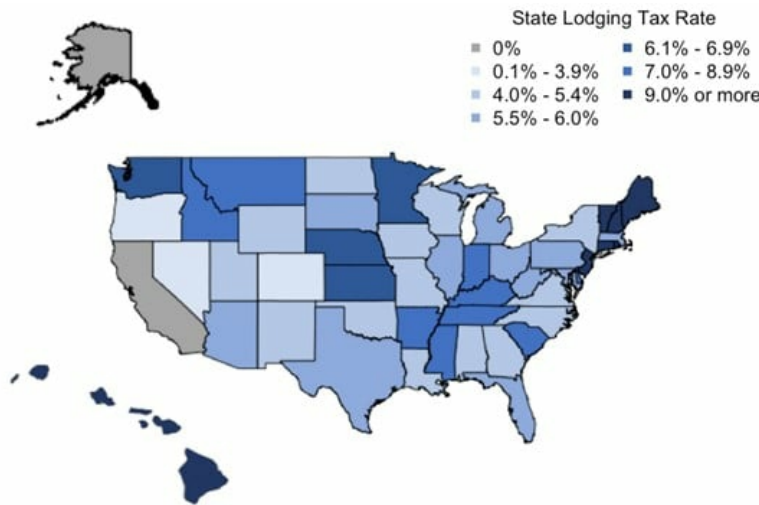 State Lodging Tax Rate
0%
0.1% - 3.9%
4.0% - 5.4%
5.5% - 6.0%
6.1% - 6.9%
7.0% - 8.9%
9.0% or more